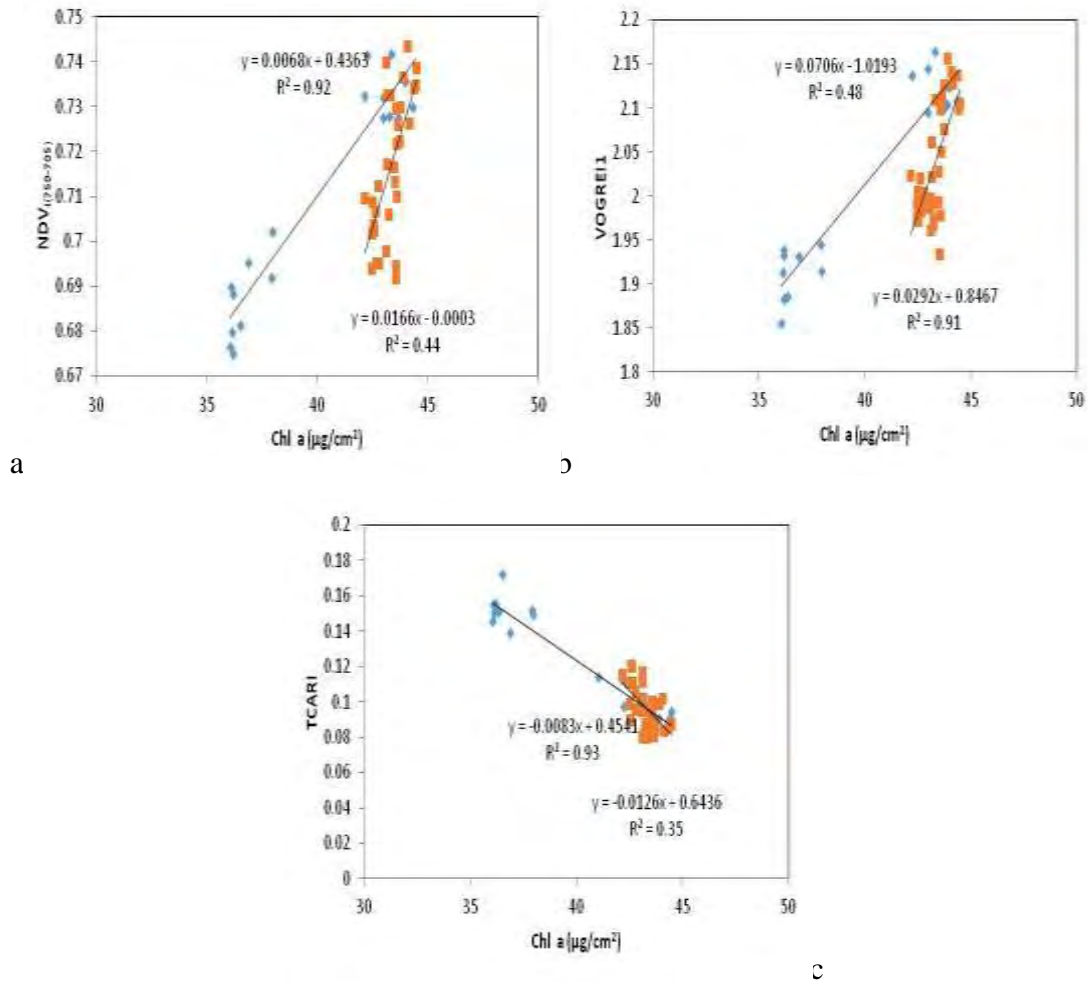 0.75
0.74
0.73
0.72
0.71
0.7
0.69
0.68
0.67
NDVI(750-705)
y = 0.0068x + 0.4363
R² = 0.92
y = 0.0166x - 0.0003
R² = 0.44
30 35 40 45 50
Chl a (µg/cm²)
a
2.2
2.15
2.1
2.05
2
1.95
1.9
1.85
1.8
VOGREI1
y = 0.0706x - 1.0193
R² = 0.48
y = 0.0292x + 0.8467
R² = 0.91
30 35 40 45 50
Chl a (µg/cm²)
b
0.2
0.18
0.16
0.14
0.12
0.1
0.08
0.06
0.04
0.02
0
TCARI
y = -0.0083x + 0.4541
R² = 0.93
y = -0.0126x + 0.6436
R² = 0.35
30 35 40 45 50
Chl a (µg/cm²)
c